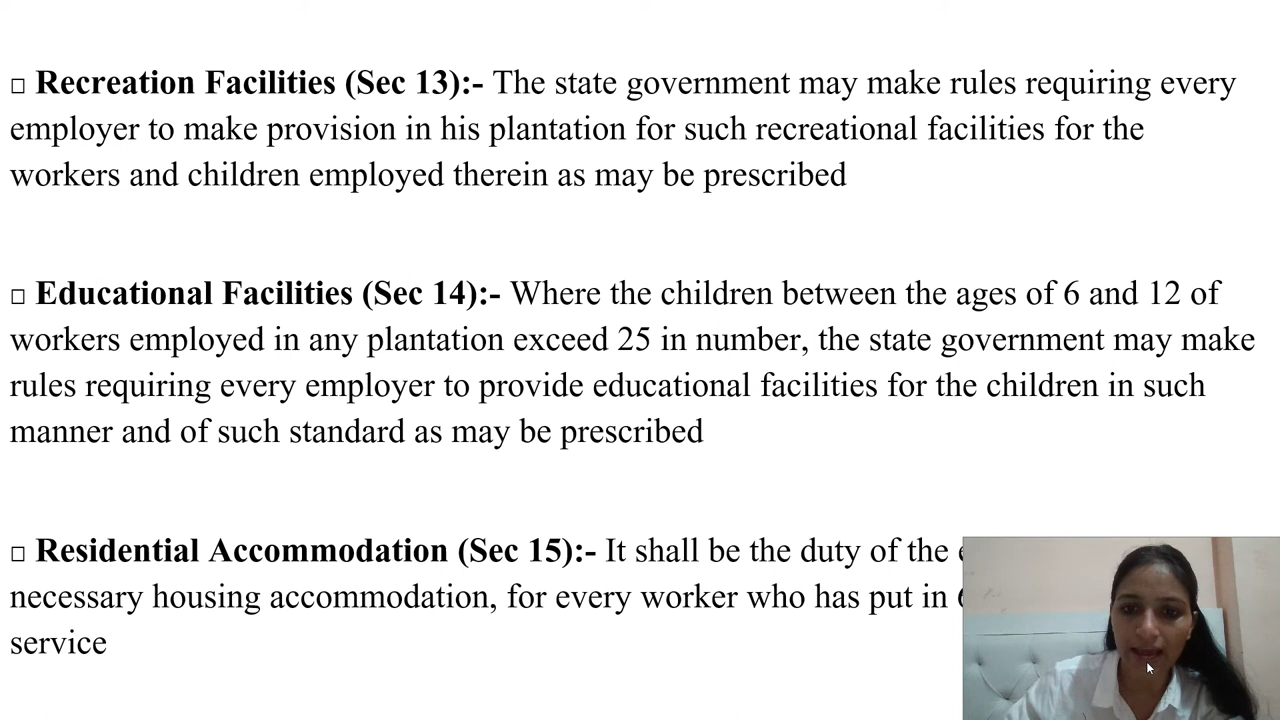 □ Recreation Facilities (Sec 13):- The state government may make rules requiring every
employer to make provision in his plantation for such recreational facilities for the
workers and children employed therein as may be prescribed
□ Educational Facilities (Sec 14):- Where the children between the ages of 6 and 12 of
workers employed in any plantation exceed 25 in number, the state government may make
rules requiring every employer to provide educational facilities for the children in such
manner and of such standard as may be prescribed
□ Residential Accommodation (Sec 15):- It shall be the duty of the
necessary housing accommodation, for every worker who has put in
service